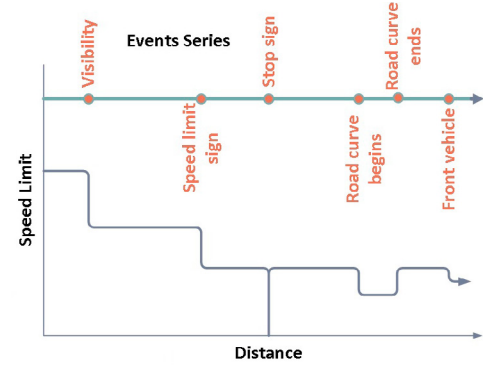 Events Series
Visibility
Speed limit
sign
Stop sign
Road curve
begins
Road curve
ends
Front vehicle
Speed Limit
Distance